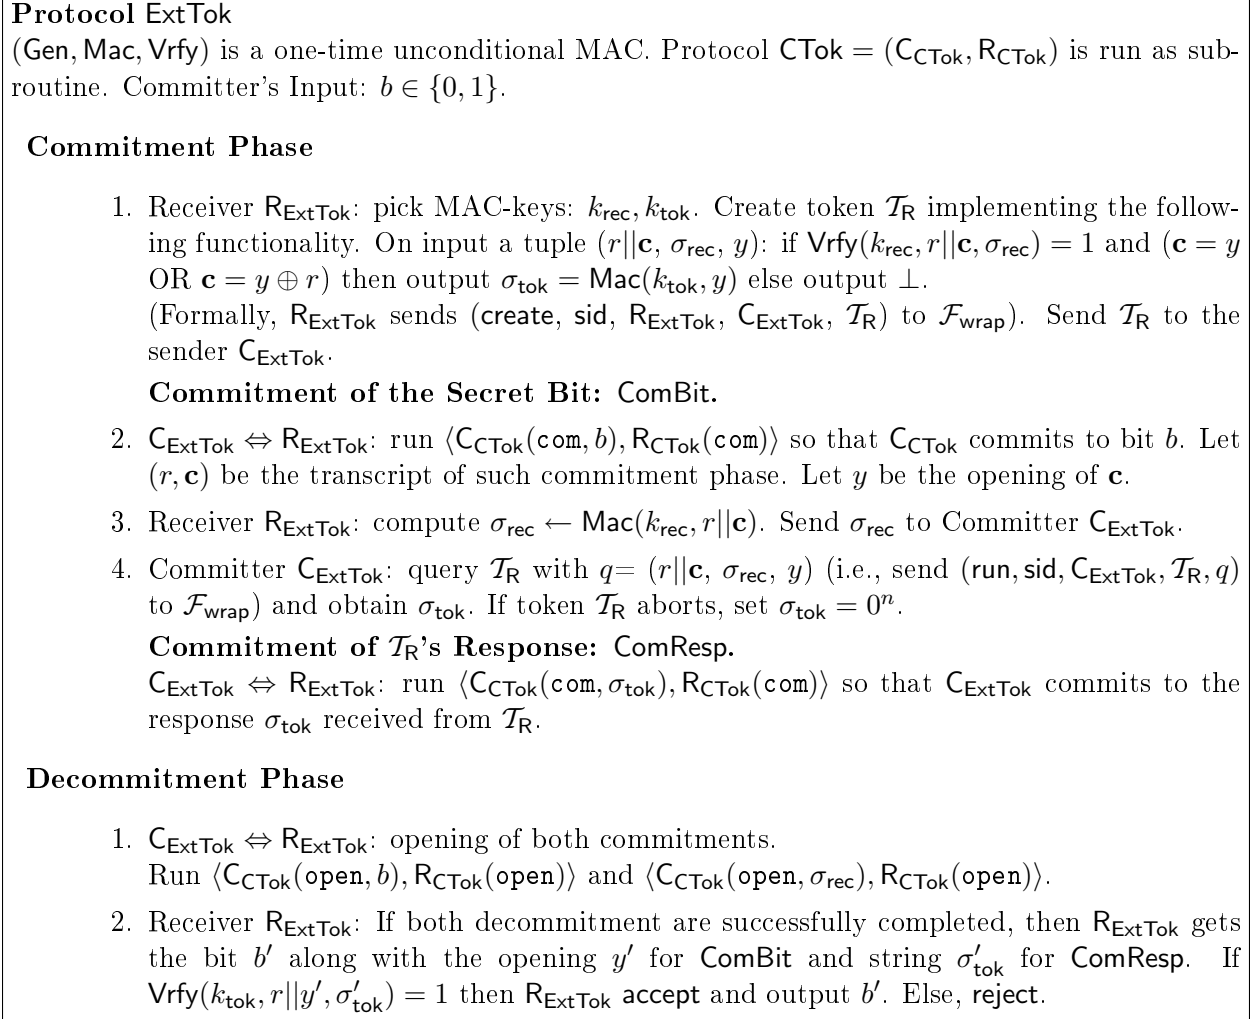 Protocol ExtTok
(Gen, Mac, Vrfy) is a one-time unconditional MAC. Protocol CTok = (C_CTok, R_CTok) is run as sub-
routine. Committer's Input: b ∈ {0, 1}.
Commitment Phase
1. Receiver R_ExtTok: pick MAC-keys: k_rec, k_tok. Create token 𝒯_R implementing the follow-
ing functionality. On input a tuple (r||c, σ_rec, y): if Vrfy(k_rec, r||c, σ_rec) = 1 and (c = y
OR c = y ⊕ r) then output σ_tok = Mac(k_tok, y) else output ⊥.
(Formally, R_ExtTok sends (create, sid, R_ExtTok, C_ExtTok, 𝒯_R) to ℱ_wrap). Send 𝒯_R to the
sender C_ExtTok.
Commitment of the Secret Bit: ComBit.
2. C_ExtTok ⇔ R_ExtTok: run ⟨C_CTok(com, b), R_CTok(com)⟩ so that C_CTok commits to bit b. Let
(r, c) be the transcript of such commitment phase. Let y be the opening of c.
3. Receiver R_ExtTok: compute σ_rec ← Mac(k_rec, r||c). Send σ_rec to Committer C_ExtTok.
4. Committer C_ExtTok: query 𝒯_R with q= (r||c, σ_rec, y) (i.e., send (run, sid, C_ExtTok, 𝒯_R, q)
to ℱ_wrap) and obtain σ_tok. If token 𝒯_R aborts, set σ_tok = 0^n.
Commitment of 𝒯_R's Response: ComResp.
C_ExtTok ⇔ R_ExtTok: run ⟨C_CTok(com, σ_tok), R_CTok(com)⟩ so that C_ExtTok commits to the
response σ_tok received from 𝒯_R.
Decommitment Phase
1. C_ExtTok ⇔ R_ExtTok: opening of both commitments.
Run ⟨C_CTok(open, b), R_CTok(open)⟩ and ⟨C_CTok(open, σ_rec), R_CTok(open)⟩.
2. Receiver R_ExtTok: If both decommitment are successfully completed, then R_ExtTok gets
the bit b′ along with the opening y′ for ComBit and string σ′_tok for ComResp. If
Vrfy(k_tok, r||y′, σ′_tok) = 1 then R_ExtTok accept and output b′. Else, reject.